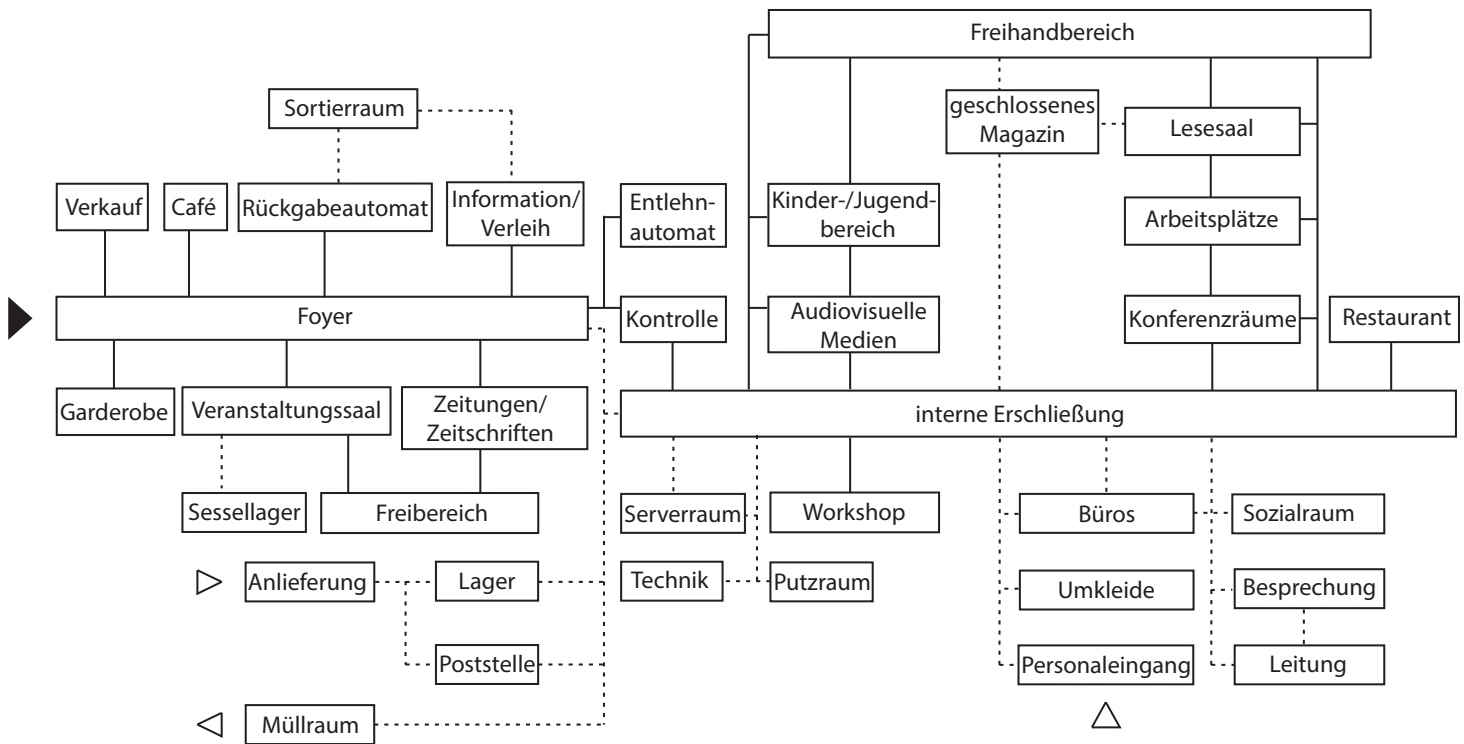 Freihandbereich
Sortierraum
geschlossenes
Magazin
Lesesaal
Verkauf
Café
Rückgabeautomat
Information/
Verleih
Entlehn-
automat
Kinder-/Jugend-
bereich
Arbeitsplätze
Foyer
Kontrolle
Audiovisuelle
Medien
Konferenzräume
Restaurant
Garderobe
Veranstaltungssaal
Zeitungen/
Zeitschriften
interne Erschließung
Sessellager
Freibereich
Serverraum
Workshop
Büros
Sozialraum
Anlieferung
Lager
Technik
Putzraum
Umkleide
Besprechung
Poststelle
Personaleingang
Leitung
Müllraum